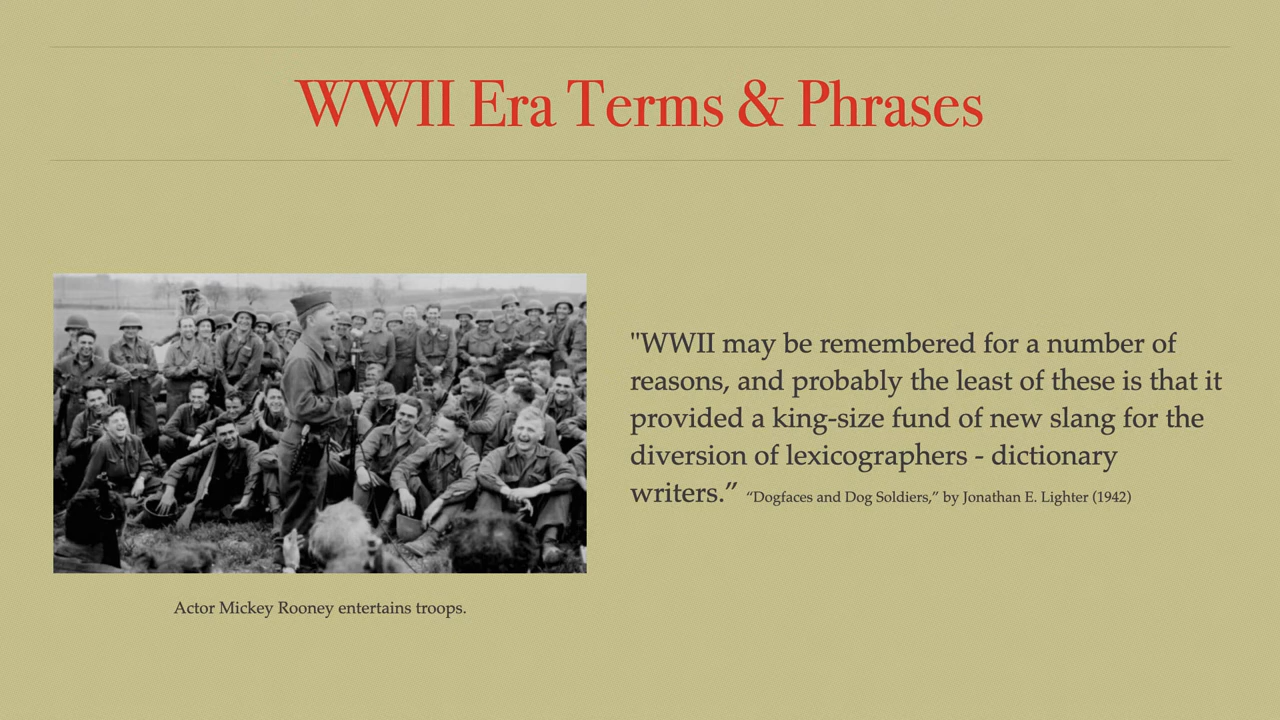 WWII Era Terms & Phrases
"WWII may be remembered for a number of
reasons, and probably the least of these is that it
provided a king-size fund of new slang for the
diversion of lexicographers - dictionary
writers.” “Dogfaces and Dog Soldiers,” by Jonathan E. Lighter (1942)
Actor Mickey Rooney entertains troops.